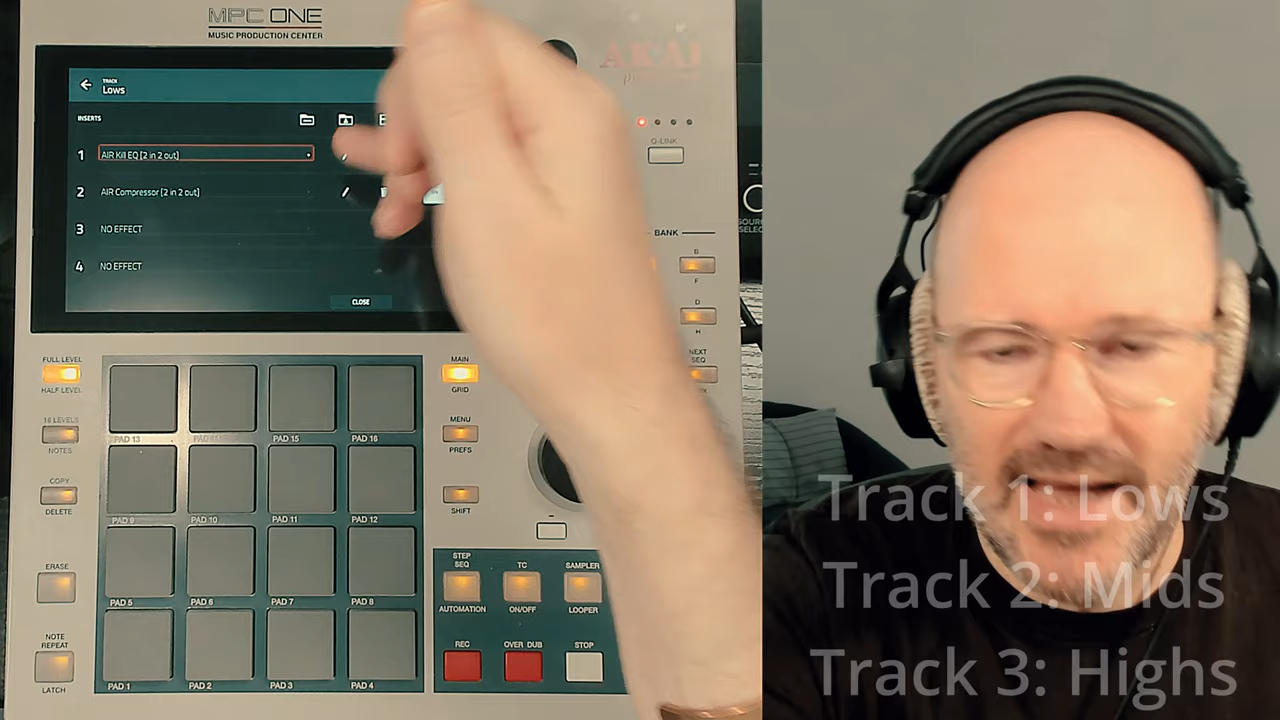 MPC ONE
MUSIC PRODUCTION CENTER
AKAI
TRACK
Lows
INSERTS
1 AIR Kill EQ [2 in 2 out]
2 AIR Compressor [2 in 2 out]
3 NO EFFECT
4 NO EFFECT
CLOSE
Q-LINK
BANK
B
F
D
H
NEXT
SEQ
FULL LEVEL
HALF LEVEL
16 LEVELS
NOTES
COPY
DELETE
ERASE
NOTE
REPEAT
LATCH
PAD 13
PAD 15
PAD 16
PAD 9
PAD 10
PAD 11
PAD 12
PAD 5
PAD 6
PAD 7
PAD 8
PAD 1
PAD 2
PAD 3
PAD 4
MAIN
GRID
MENU
PREFS
SHIFT
STEP
SEQ
TC
SAMPLER
AUTOMATION
ON/OFF
LOOPER
REC
OVER DUB
STOP
Track 1: Lows
Track 2: Mids
Track 3: Highs